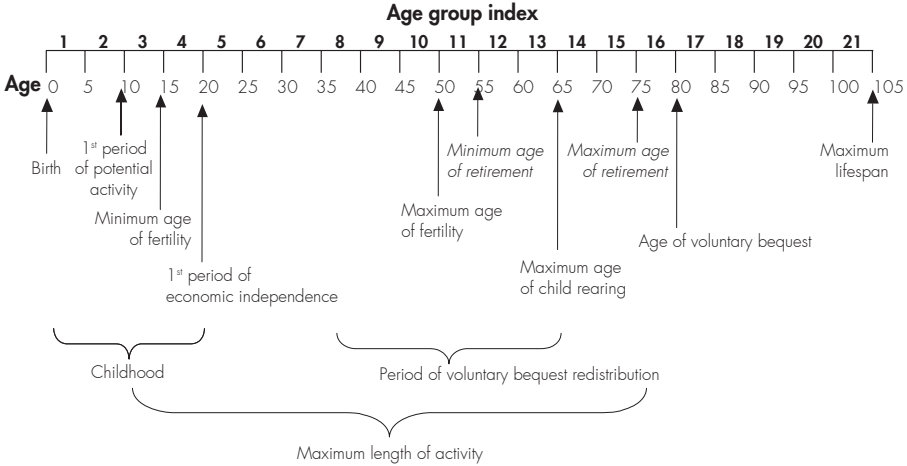 Age group index
1 2 3 4 5 6 7 8 9 10 11 12 13 14 15 16 17 18 19 20 21
Age 0 5 10 15 20 25 30 35 40 45 50 55 60 65 70 75 80 85 90 95 100 105
Birth
1st period
of potential
activity
Minimum age
of fertility
1st period of
economic independence
Maximum age
of fertility
Minimum age
of retirement
Maximum age
of child rearing
Maximum age
of retirement
Age of voluntary bequest
Maximum
lifespan
Childhood
Period of voluntary bequest redistribution
Maximum length of activity